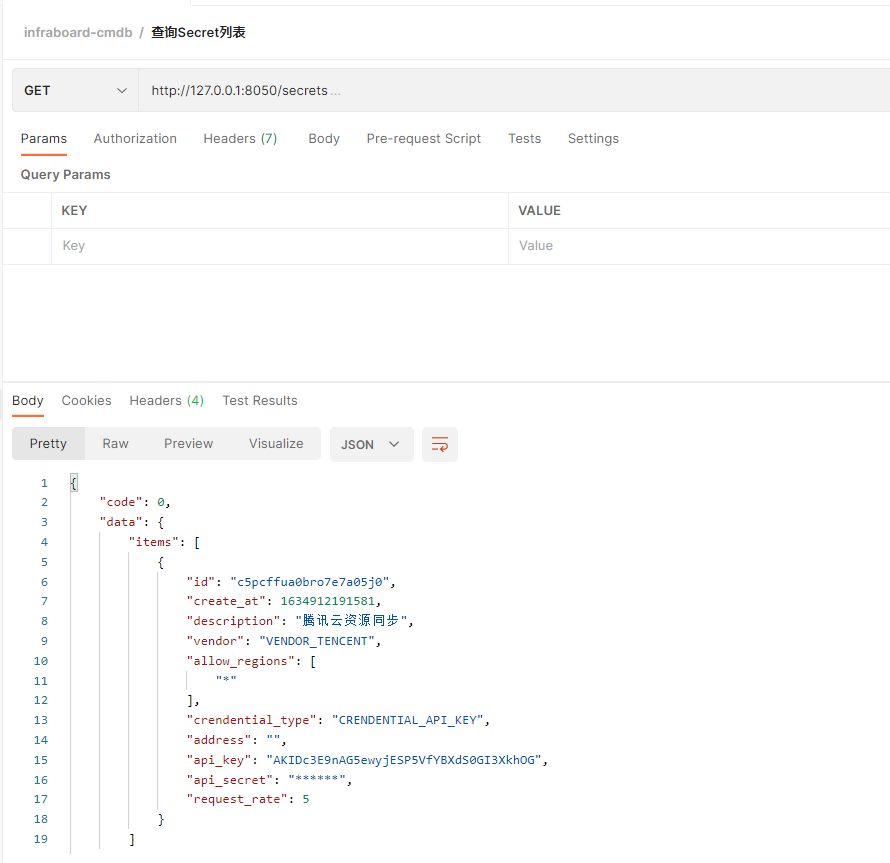 infraboard-cmdb / 查询Secret列表
GET http://127.0.0.1:8050/secrets ...
Params Authorization Headers (7) Body Pre-request Script Tests Settings
Query Params
KEY VALUE
Key Value
Body Cookies Headers (4) Test Results
Pretty Raw Preview Visualize JSON
1 {
2 "code": 0,
3 "data": {
4 "items": [
5 {
6 "id": "c5pcffua0bro7e7a05j0",
7 "create_at": 1634912191581,
8 "description": "腾讯云资源同步",
9 "vendor": "VENDOR_TENCENT",
10 "allow_regions": [
11 "*"
12 ],
13 "crendential_type": "CRENDENTIAL_API_KEY",
14 "address": "",
15 "api_key": "AKIDc3E9nAG5ewyjESP5VfYBXdS0GI3XkhOG",
16 "api_secret": "******",
17 "request_rate": 5
18 }
19 ]